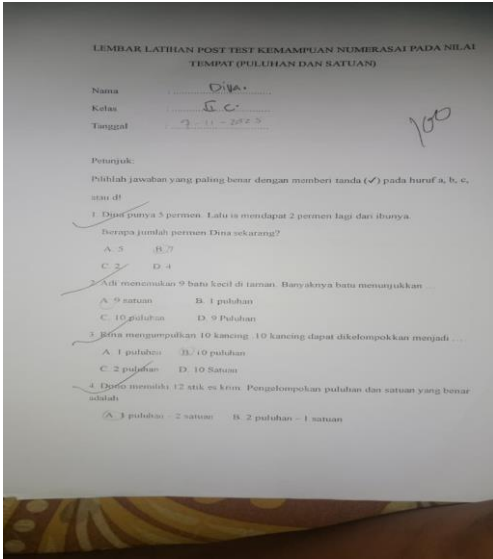 LEMBAR LATIHAN POST TEST KEMAMPUAN NUMERASAI PADA NILAI
TEMPAT (PULUHAN DAN SATUAN)
Nama : Diva.
Kelas : II C.
Tanggal : 7-11-2025
100
Petunjuk:
Pilihlah jawaban yang paling benar dengan memberi tanda (✓) pada huruf a, b, c,
atau d!
1. Dina punya 5 permen. Lalu ia mendapat 2 permen lagi dari ibunya.
Berapa jumlah permen Dina sekarang?
A. 5 B. 7
C. 2 D. 4
2. Adi menemukan 9 batu kecil di taman. Banyaknya batu menunjukkan ...
A. 9 satuan B. 1 puluhan
C. 10 puluhan D. 9 Puluhan
3. Rina mengumpulkan 10 kancing. 10 kancing dapat dikelompokkan menjadi ...
A. 1 puluhan B. 10 puluhan
C. 2 puluhan D. 10 Satuan
4. Dono memiliki 12 stik es krim. Pengelompokan puluhan dan satuan yang benar
adalah
A. 1 puluhan – 2 satuan B. 2 puluhan – 1 satuan